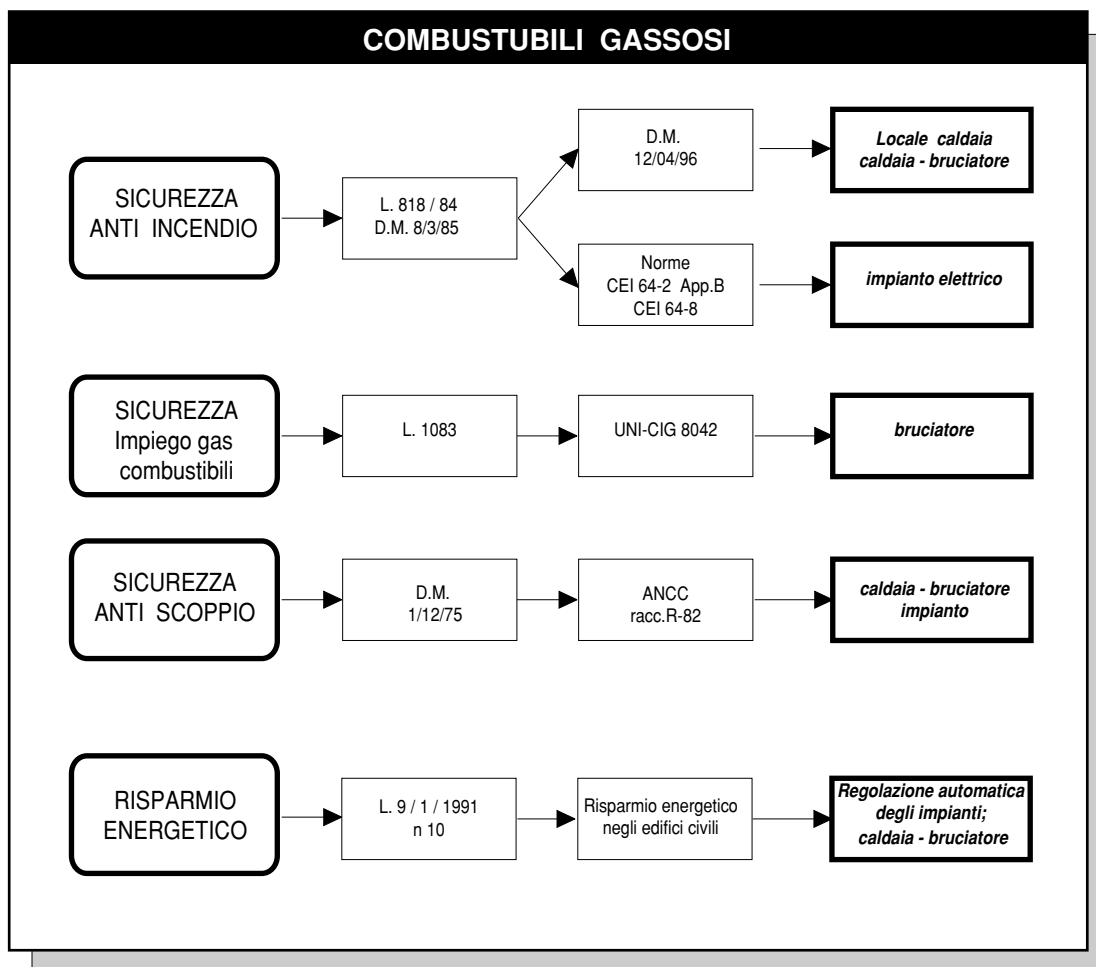 COMBUSTUBILI GASSOSI
SICUREZZA
ANTI INCENDIO
L. 818 / 84
D.M. 8/3/85
D.M.
12/04/96
Locale caldaia
caldaia - bruciatore
Norme
CEI 64-2 App.B
CEI 64-8
impianto elettrico
SICUREZZA
Impiego gas
combustibili
L. 1083
UNI-CIG 8042
bruciatore
SICUREZZA
ANTI SCOPPIO
D.M.
1/12/75
ANCC
racc.R-82
caldaia - bruciatore
impianto
RISPARMIO
ENERGETICO
L. 9 / 1 / 1991
n 10
Risparmio energetico
negli edifici civili
Regolazione automatica
degli impianti;
caldaia - bruciatore